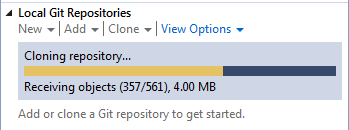 Local Git Repositories
New | Add | Clone | View Options
Cloning repository...
Receiving objects (357/561), 4.00 MB
Add or clone a Git repository to get started.